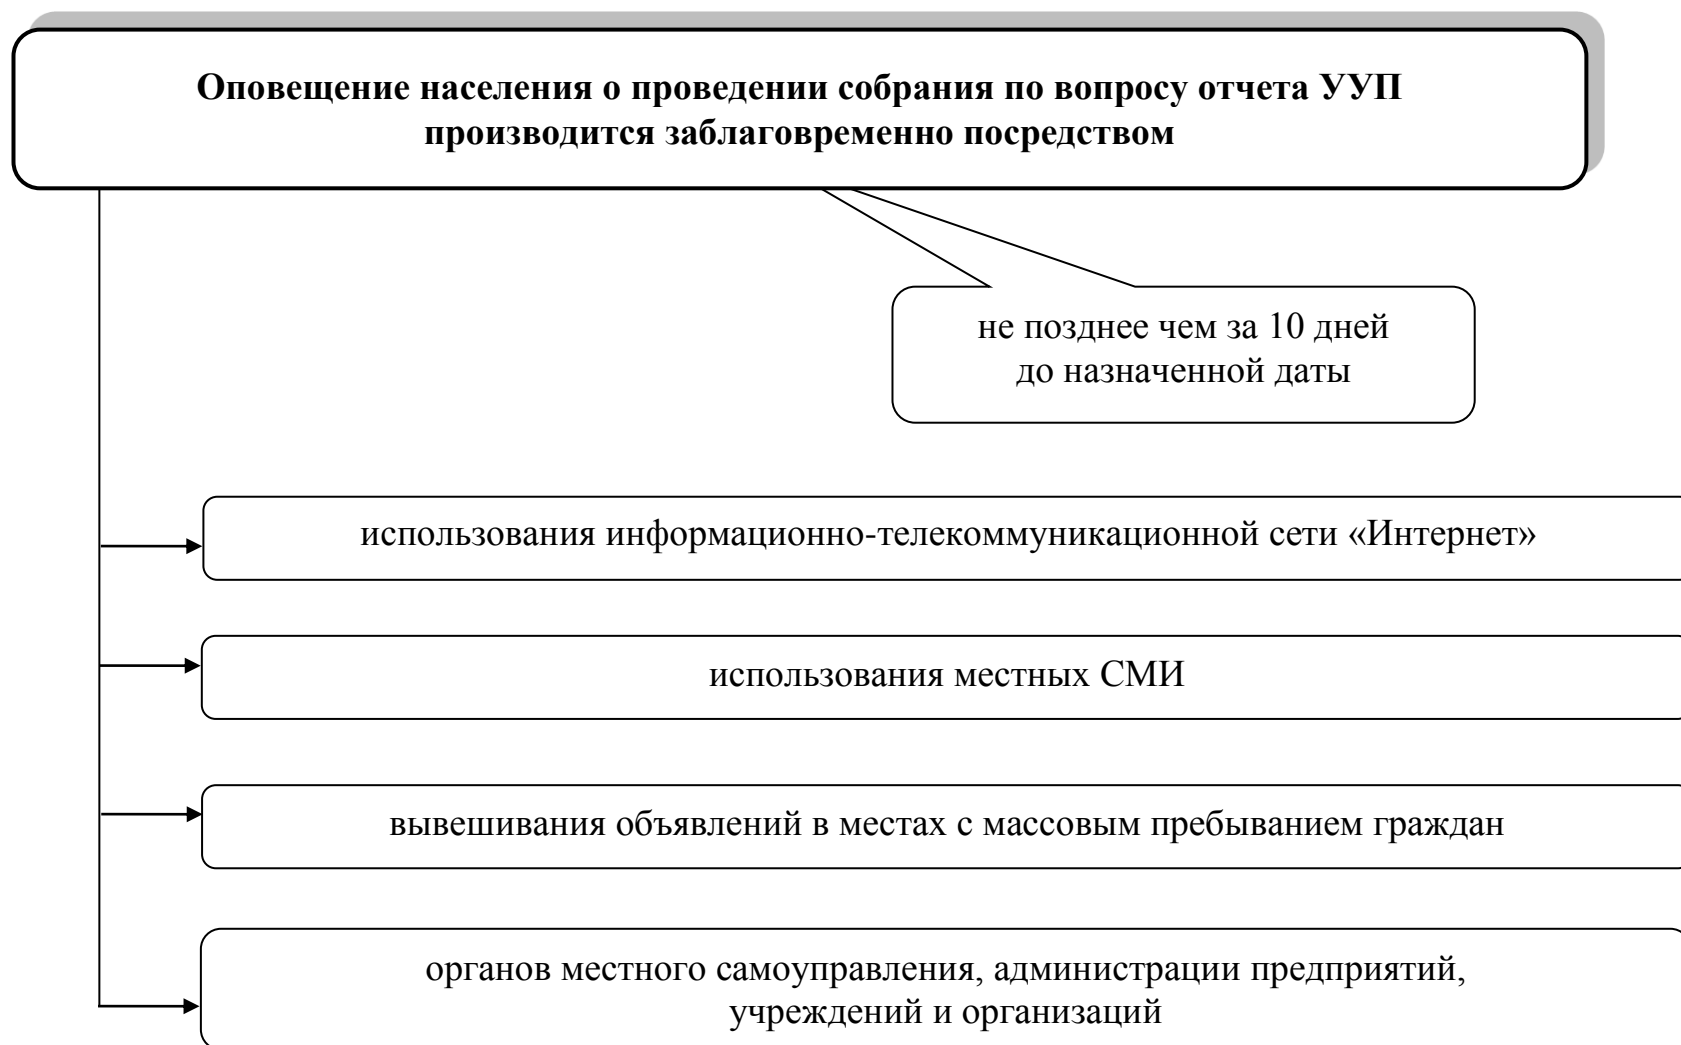 Оповещение населения о проведении собрания по вопросу отчета УУП
производится заблаговременно посредством
не позднее чем за 10 дней
до назначенной даты
использования информационно-телекоммуникационной сети «Интернет»
использования местных СМИ
вывешивания объявлений в местах с массовым пребыванием граждан
органов местного самоуправления, администрации предприятий,
учреждений и организаций